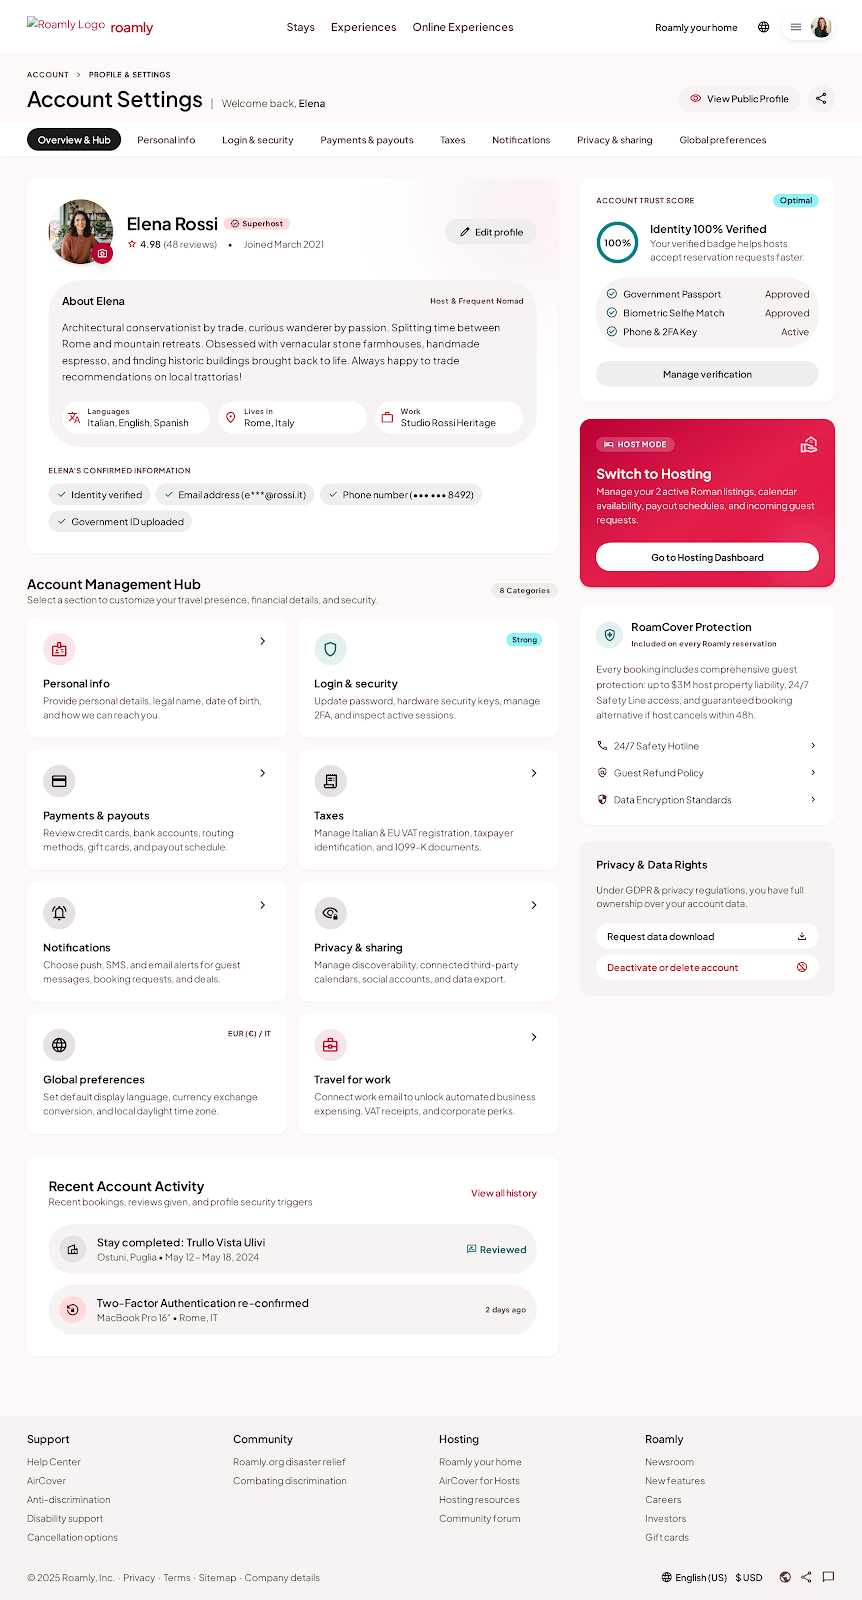 Roamly Logo roamly
Stays Experiences Online Experiences
Roamly your home
ACCOUNT > PROFILE & SETTINGS
Account Settings | Welcome back, Elena
View Public Profile
Overview & Hub Personal info Login & security Payments & payouts Taxes Notifications Privacy & sharing Global preferences
Elena Rossi Superhost
4.98 (48 reviews) • Joined March 2021
Edit profile
About Elena
Host & Frequent Nomad
Architectural conservationist by trade, curious wanderer by passion. Splitting time between
Rome and mountain retreats. Obsessed with vernacular stone farmhouses, handmade
espresso, and finding historic buildings brought back to life. Always happy to trade
recommendations on local trattorias!
Languages
Italian, English, Spanish
Lives in
Rome, Italy
Work
Studio Rossi Heritage
ELENA'S CONFIRMED INFORMATION
Identity verified
Email address (e***@rossi.it)
Phone number (•••​ ••• 8492)
Government ID uploaded
ACCOUNT TRUST SCORE
Optimal
100%
Identity 100% Verified
Your verified badge helps hosts
accept reservation requests faster.
Government Passport Approved
Biometric Selfie Match Approved
Phone & 2FA Key Active
Manage verification
HOST MODE
Switch to Hosting
Manage your 2 active Roman listings, calendar
availability, payout schedules, and incoming guest
requests.
Go to Hosting Dashboard
RoamCover Protection
Included on every Roamly reservation
Every booking includes comprehensive guest
protection: up to $3M host property liability, 24/7
Safety Line access, and guaranteed booking
alternative if host cancels within 48h.
24/7 Safety Hotline
Guest Refund Policy
Data Encryption Standards
Privacy & Data Rights
Under GDPR & privacy regulations, you have full
ownership over your account data.
Request data download
Deactivate or delete account
Account Management Hub
Select a section to customize your travel presence, financial details, and security.
8 Categories
Personal info
Provide personal details, legal name, date of birth,
and how we can reach you.
Strong
Login & security
Update password, hardware security keys, manage
2FA, and inspect active sessions.
Payments & payouts
Review credit cards, bank accounts, routing
methods, gift cards, and payout schedule.
Taxes
Manage Italian & EU VAT registration, taxpayer
identification, and 1099-K documents.
Notifications
Choose push, SMS, and email alerts for guest
messages, booking requests, and deals.
Privacy & sharing
Manage discoverability, connected third-party
calendars, social accounts, and data export.
EUR (€) / IT
Global preferences
Set default display language, currency exchange
conversion, and local daylight time zone.
Travel for work
Connect work email to unlock automated business
expensing, VAT receipts, and corporate perks.
Recent Account Activity
Recent bookings, reviews given, and profile security triggers
View all history
Stay completed: Trullo Vista Ulivi
Ostuni, Puglia • May 12 – May 18, 2024
Reviewed
Two-Factor Authentication re-confirmed
MacBook Pro 16" • Rome, IT
2 days ago
Support
Help Center
AirCover
Anti-discrimination
Disability support
Cancellation options
Community
Roamly.org disaster relief
Combating discrimination
Hosting
Roamly your home
AirCover for Hosts
Hosting resources
Community forum
Roamly
Newsroom
New features
Careers
Investors
Gift cards
© 2025 Roamly, Inc. · Privacy · Terms · Sitemap · Company details
English (US) $ USD